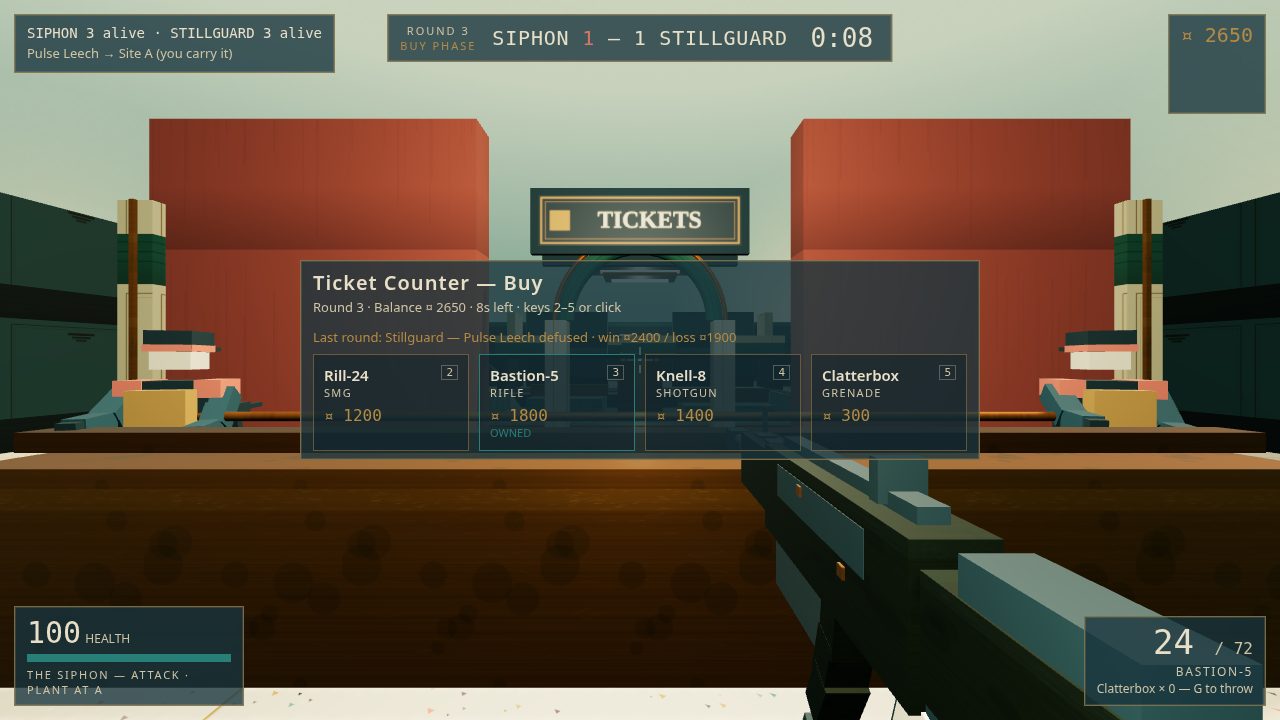 SIPHON 3 alive · STILLGUARD 3 alive
Pulse Leech → Site A (you carry it)
ROUND 3
BUY PHASE
SIPHON 1 — 1 STILLGUARD 0:08
¤ 2650
TICKETS
Ticket Counter — Buy
Round 3 · Balance ¤ 2650 · 8s left · keys 2–5 or click
Last round: Stillguard — Pulse Leech defused · win ¤2400 / loss ¤1900
Rill-24 2
SMG
¤ 1200
Bastion-5 3
RIFLE
¤ 1800
OWNED
Knell-8 4
SHOTGUN
¤ 1400
Clatterbox 5
GRENADE
¤ 300
100 HEALTH
THE SIPHON — ATTACK ·
PLANT AT A
24 / 72
BASTION-5
Clatterbox × 0 — G to throw